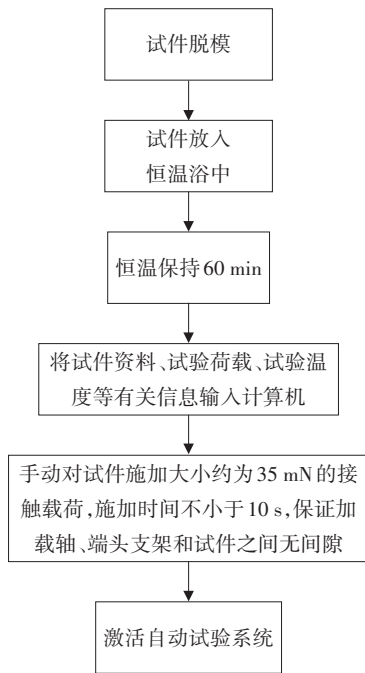 试件脱模
试件放入
恒温浴中
恒温保持60 min
将试件资料、试验荷载、试验温
度等有关信息输入计算机
手动对试件施加大小约为35 mN的接
触载荷,施加时间不小于10 s,保证加
载轴、端头支架和试件之间无间隙
激活自动试验系统